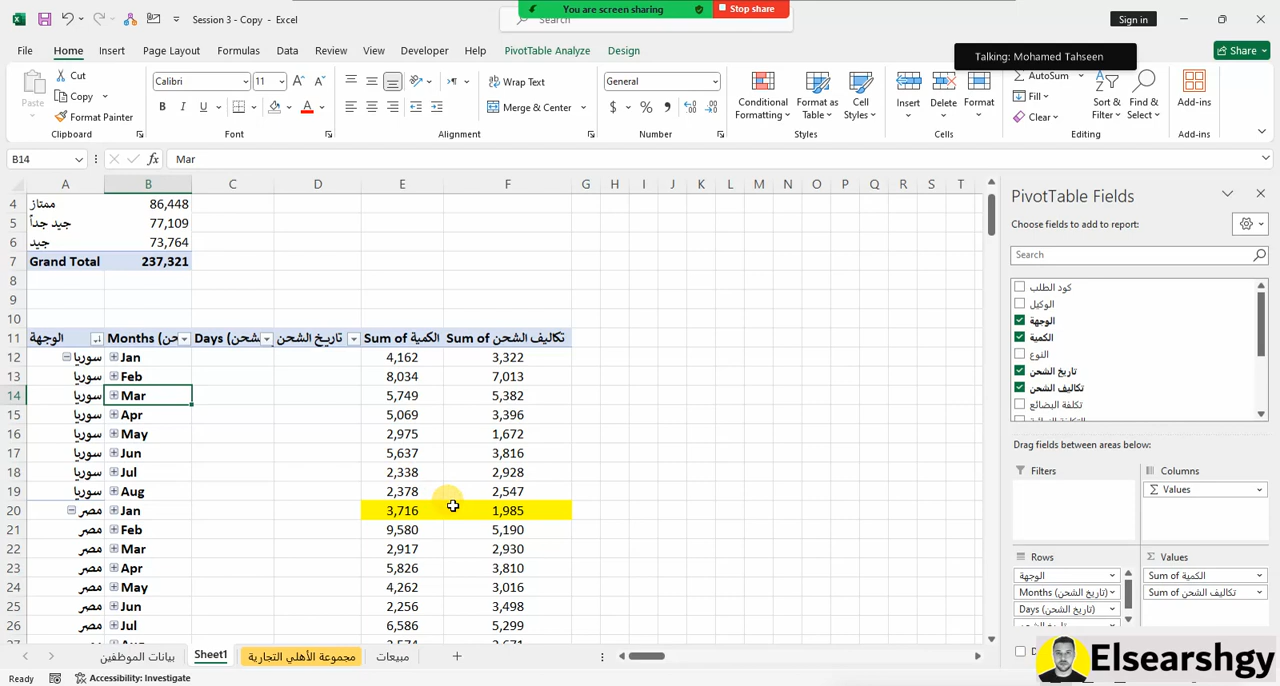 Session 3 - Copy - Excel
Search
You are screen sharing
Stop share
Sign in
File Home Insert Page Layout Formulas Data Review View Developer Help PivotTable Analyze Design
Talking: Mohamed Tahseen
Share
Paste
Cut
Copy
Format Painter
Clipboard
Calibri 11
B I U
Font
Wrap Text
Merge & Center
Alignment
General
Number
Conditional Formatting
Format as Table
Cell Styles
Styles
Insert Delete Format
Cells
AutoSum
Fill
Clear
Sort & Filter
Find & Select
Editing
Add-ins
Add-ins
B14 fx Mar
A B C D E F G H I J K L M N O P Q R S T
4 ممتاز 86,448
5 جيد جداً 77,109
6 جيد 73,764
7 Grand Total 237,321
8
9
10
11 الوجهة Months (حن Days (شحن تاريخ الشحن Sum of الكمية Sum of تكاليف الشحن
12 سوريا Jan 4,162 3,322
13 سوريا Feb 8,034 7,013
14 سوريا Mar 5,749 5,382
15 سوريا Apr 5,069 3,396
16 سوريا May 2,975 1,672
17 سوريا Jun 5,637 3,816
18 سوريا Jul 2,338 2,928
19 سوريا Aug 2,378 2,547
20 مصر Jan 3,716 1,985
21 مصر Feb 9,580 5,190
22 مصر Mar 2,917 2,930
23 مصر Apr 5,826 3,810
24 مصر May 4,262 3,016
25 مصر Jun 2,256 3,498
26 مصر Jul 6,586 5,299
PivotTable Fields
Choose fields to add to report:
Search
كود الطلب
الوكيل
الوجهة
الكمية
النوع
تاريخ الشحن
تكاليف الشحن
تكلفة البضائع
Drag fields between areas below:
Filters
Columns
Values
Rows
Values
الوجهة
Months (تاريخ الشحن)
Days (تاريخ الشحن)
Sum of الكمية
Sum of تكاليف الشحن
بيانات الموظفين Sheet1 مجموعة الأهلي التجارية مبيعات
Ready
Accessibility: Investigate
Elsearshgy